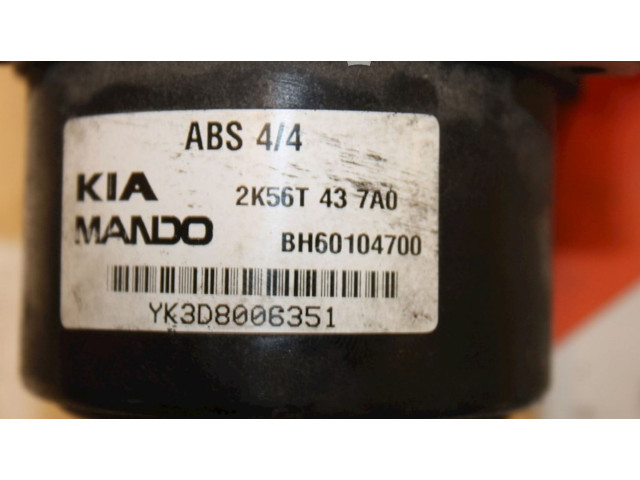 ABS 4/4
KIA 2K56T 43 7A0
MANDO BH60104700
YK3D8006351